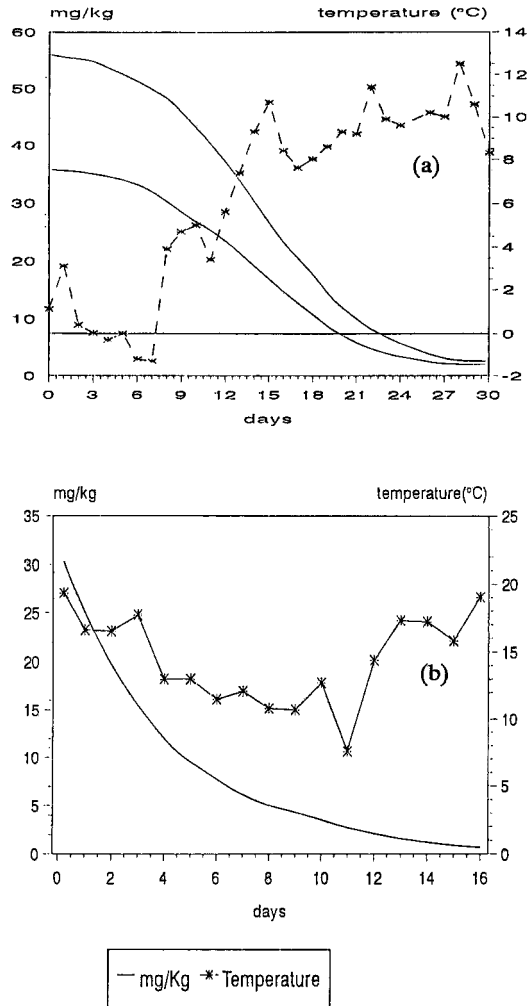 mg/kg temperature (°C)
60 14
50 12
40 10
30 8
20 6
10 4
0 2
0
-2
0 3 6 9 12 15 18 21 24 27 30
days
(a)
mg/kg temperature(°C)
35 25
30 20
25 15
20 10
15 5
10 0
5
0
0 2 4 6 8 10 12 14 16
days
(b)
mg/Kg Temperature